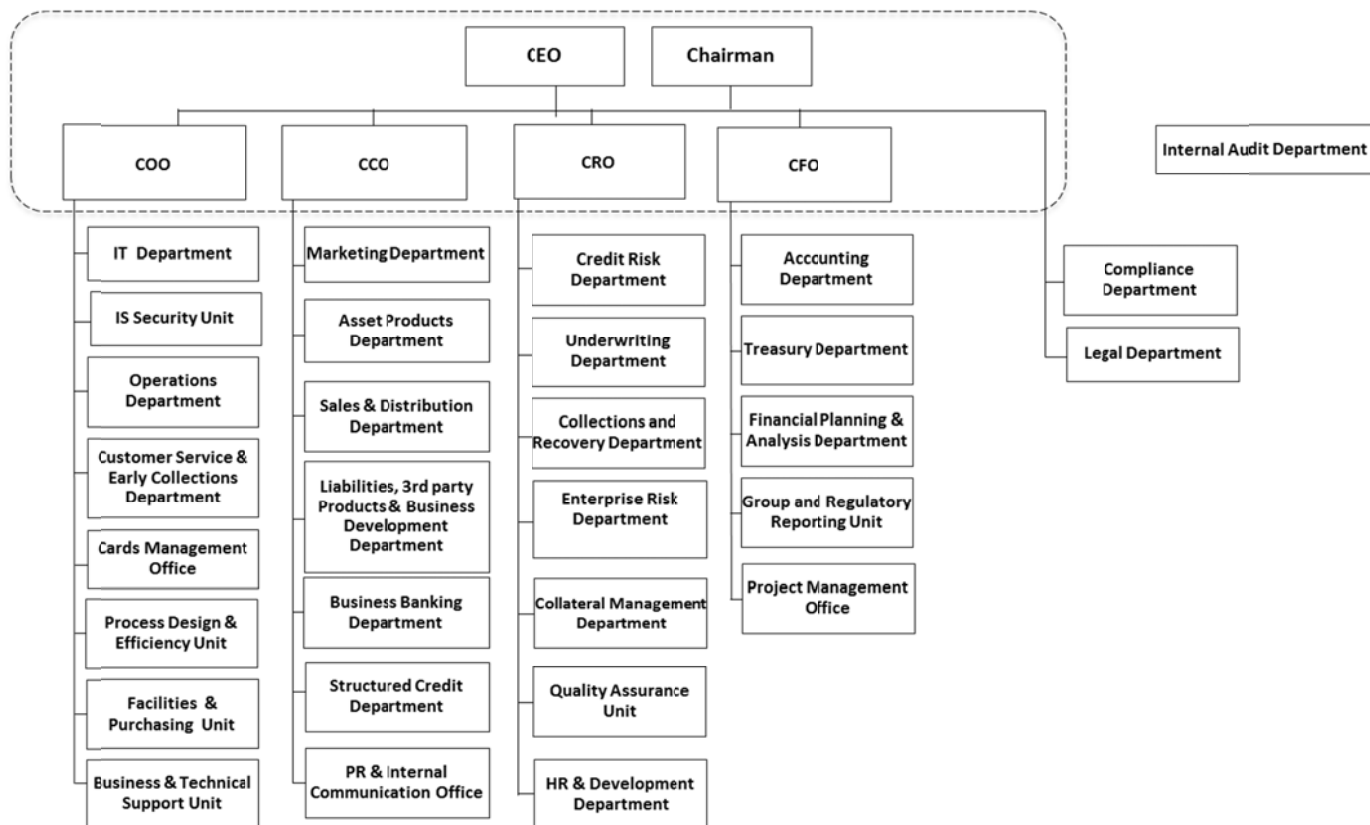 CEO
Chairman
COO
CCO
CRO
CFO
Internal Audit Department
IT Department
IS Security Unit
Operations
Department
Customer Service &
Early Collections
Department
Cards Management
Office
Process Design &
Efficiency Unit
Facilities &
Purchasing Unit
Business & Technical
Support Unit
Marketing Department
Asset Products
Department
Sales & Distribution
Department
Liabilities, 3rd party
Products & Business
Development
Department
Business Banking
Department
Structured Credit
Department
PR & Internal
Communication Office
Credit Risk
Department
Underwriting
Department
Collections and
Recovery Department
Enterprise Risk
Department
Collateral Management
Department
Quality Assurance
Unit
HR & Development
Department
Accounting
Department
Treasury Department
Financial Planning &
Analysis Department
Group and Regulatory
Reporting Unit
Project Management
Office
Compliance
Department
Legal Department